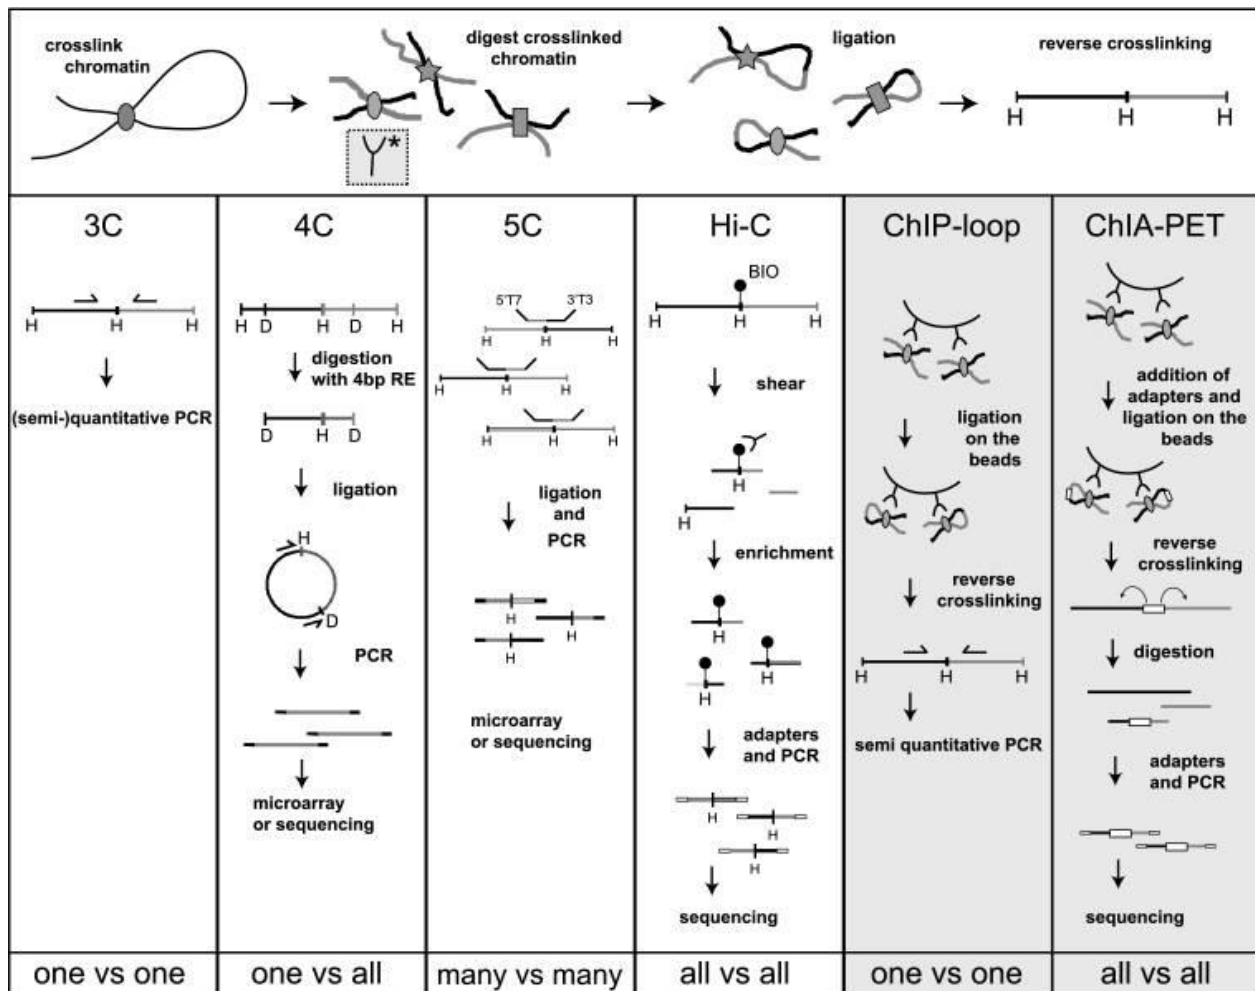 crosslink
chromatin
digest crosslinked
chromatin
ligation
reverse crosslinking
H H H
*
3C
H H H
(semi-)quantitative PCR
one vs one
4C
H D H D H
digestion
with 4bp RE
D H D
ligation
H
D
PCR
microarray
or sequencing
one vs all
5C
5'T7 3'T3
H H H
H H H
H H H
ligation
and
PCR
H
H
H
microarray
or sequencing
many vs many
Hi-C
BIO
H H H
shear
H
H
enrichment
H
H
H
adapters
and PCR
H
H
H
sequencing
all vs all
ChIP-loop
ligation
on the
beads
reverse
crosslinking
H H H
semi quantitative PCR
one vs one
ChIA-PET
addition of
adapters and
ligation on the
beads
reverse
crosslinking
digestion
adapters
and PCR
sequencing
all vs all